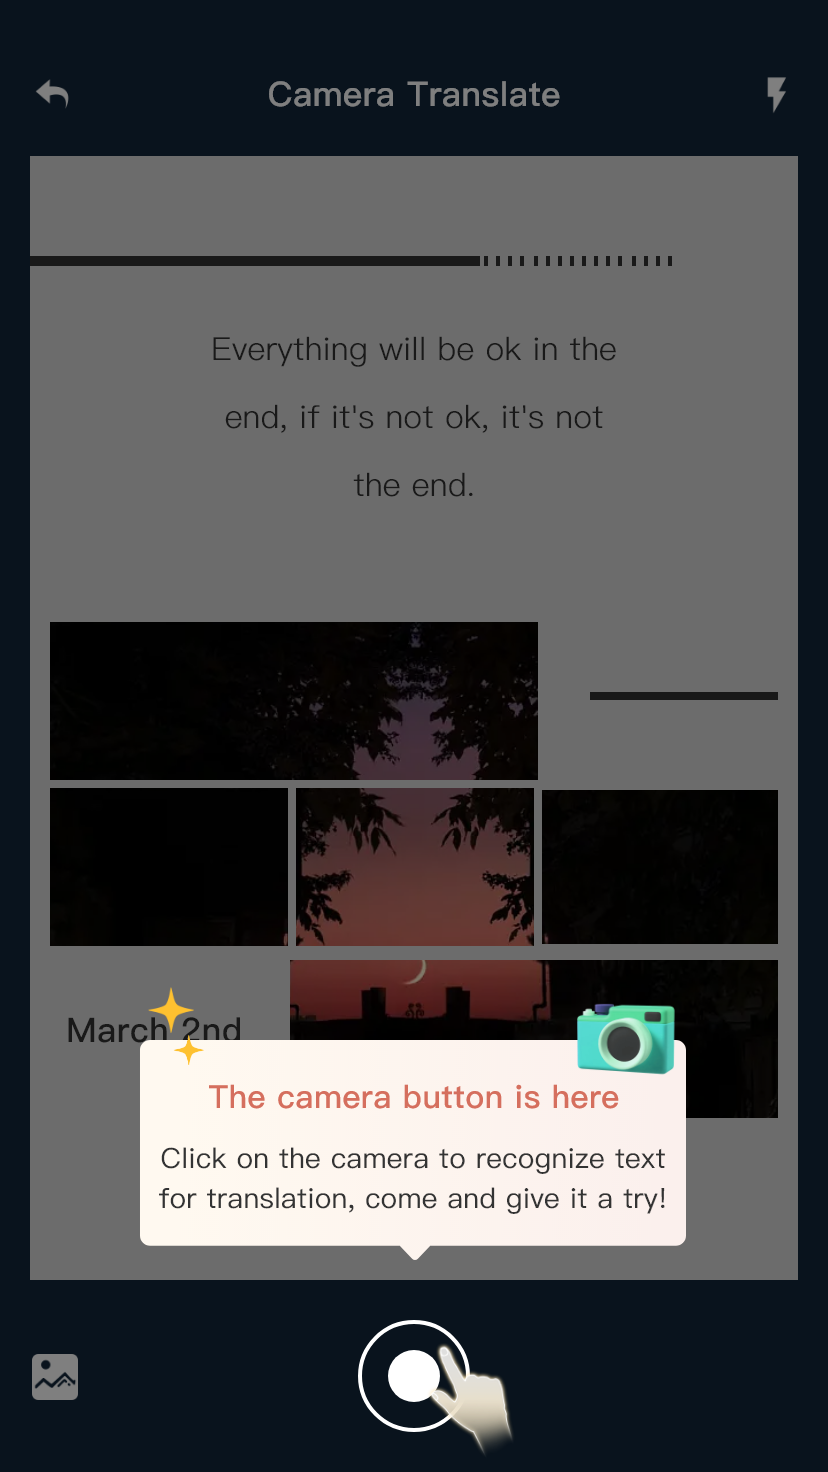 Camera Translate
Everything will be ok in the
end, if it's not ok, it's not
the end.
March 2nd
The camera button is here
Click on the camera to recognize text
for translation, come and give it a try!